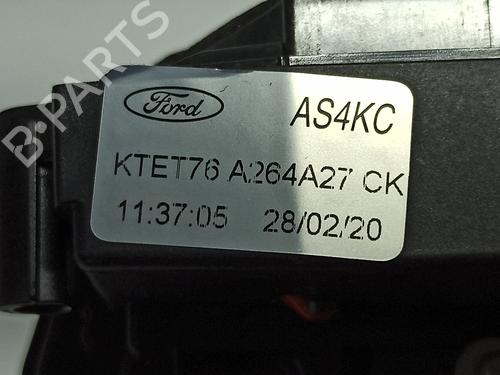 B-PARTS
Ford AS4KC
KTET76 A264A27 CK
11:37:05 28/02/20